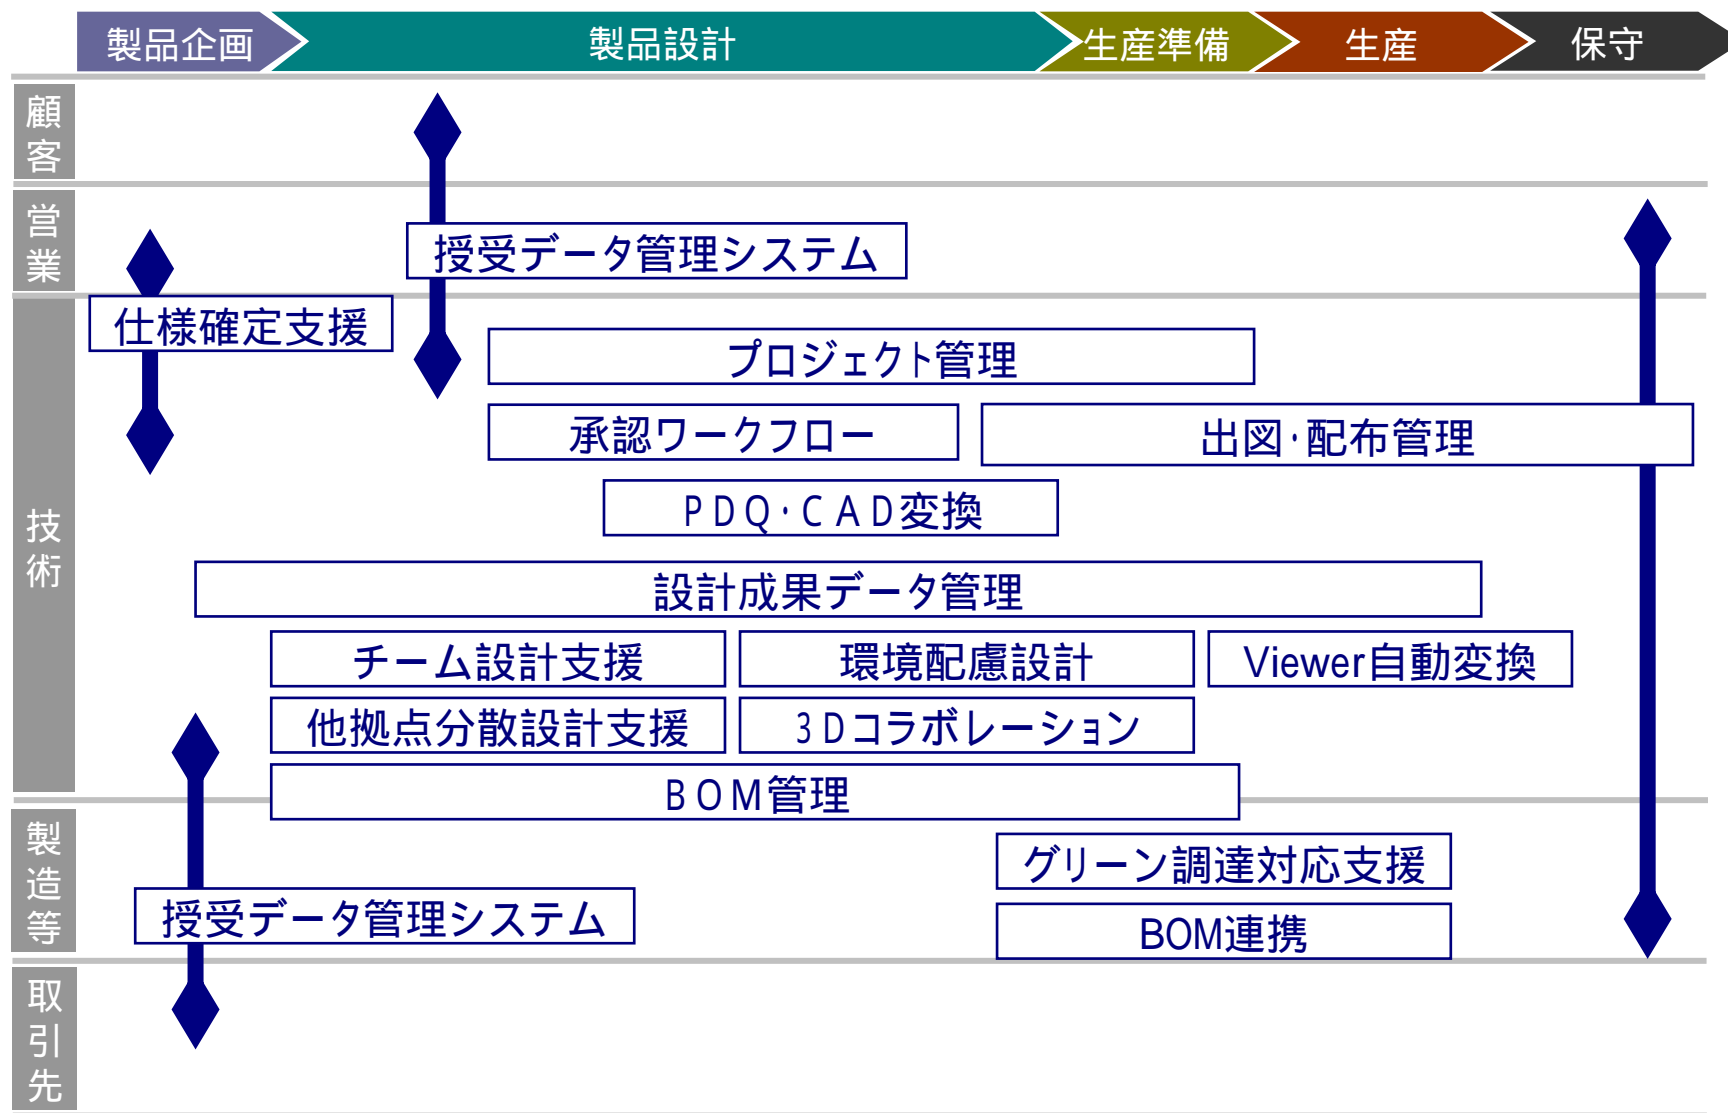 製品企画 製品設計 生産準備 生産 保守
顧客
営業
授受データ管理システム
仕様確定支援
プロジェクト管理
承認ワークフロー
出図・配布管理
PDQ・CAD変換
技術
設計成果データ管理
チーム設計支援 環境配慮設計 Viewer自動変換
他拠点分散設計支援 3Dコラボレーション
BOM管理
製造等
グリーン調達対応支援
授受データ管理システム
BOM連携
取引先